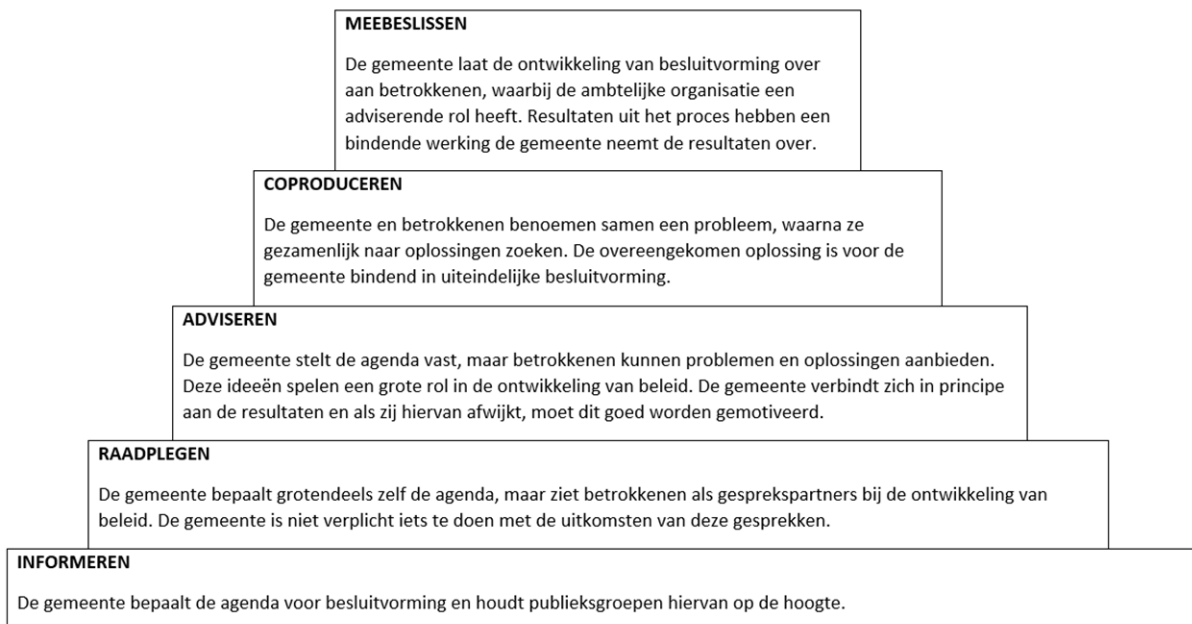 MEEBESLISSEN
De gemeente laat de ontwikkeling van besluitvorming over
aan betrokkenen, waarbij de ambtelijke organisatie een
adviserende rol heeft. Resultaten uit het proces hebben een
bindende werking de gemeente neemt de resultaten over.
COPRODUCEREN
De gemeente en betrokkenen benoemen samen een probleem, waarna ze
gezamenlijk naar oplossingen zoeken. De overeengekomen oplossing is voor de
gemeente bindend in uiteindelijke besluitvorming.
ADVISEREN
De gemeente stelt de agenda vast, maar betrokkenen kunnen problemen en oplossingen aanbieden.
Deze ideeën spelen een grote rol in de ontwikkeling van beleid. De gemeente verbindt zich in principe
aan de resultaten en als zij hiervan afwijkt, moet dit goed worden gemotiveerd.
RAADPLEGEN
De gemeente bepaalt grotendeels zelf de agenda, maar ziet betrokkenen als gesprekspartners bij de ontwikkeling van
beleid. De gemeente is niet verplicht iets te doen met de uitkomsten van deze gesprekken.
INFORMEREN
De gemeente bepaalt de agenda voor besluitvorming en houdt publieksgroepen hiervan op de hoogte.